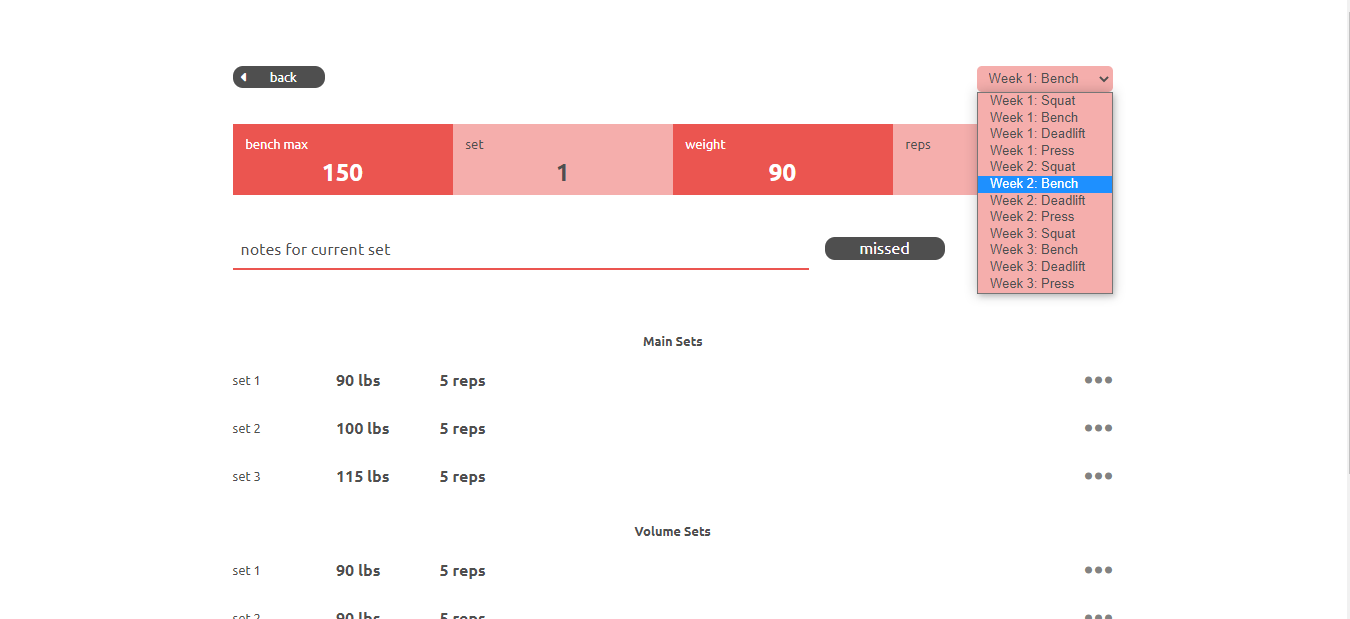 back
Week 1: Bench
Week 1: Squat
Week 1: Bench
Week 1: Deadlift
Week 1: Press
Week 2: Squat
Week 2: Bench
Week 2: Deadlift
Week 2: Press
Week 3: Squat
Week 3: Bench
Week 3: Deadlift
Week 3: Press
bench max set weight reps
150 1 90
notes for current set missed
Main Sets
set 1 90 lbs 5 reps
set 2 100 lbs 5 reps
set 3 115 lbs 5 reps
Volume Sets
set 1 90 lbs 5 reps
set 2 90 lbs 5 reps